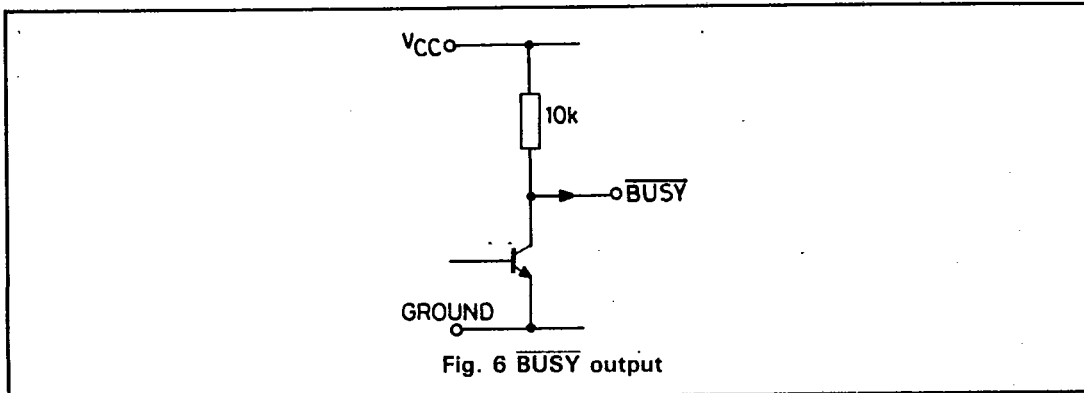 VCC
10k
BUSY
GROUND
Fig. 6 BUSY output